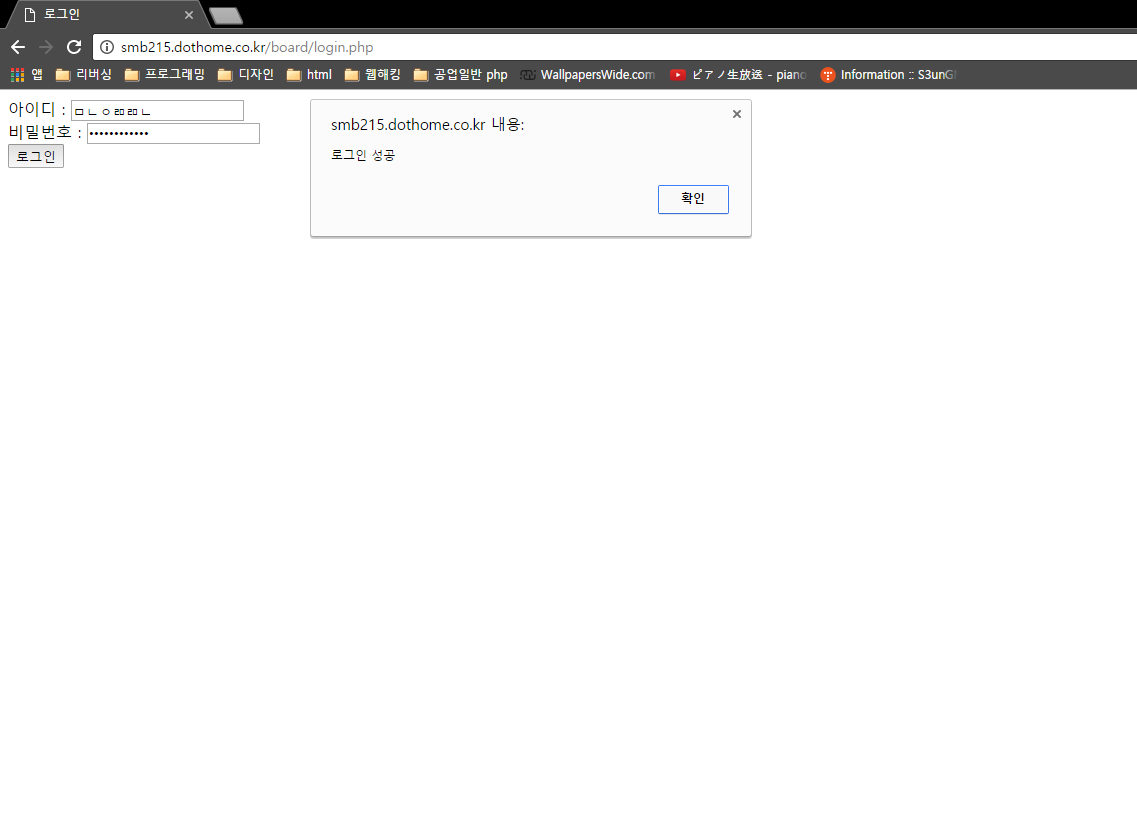 로그인
smb215.dothome.co.kr/board/login.php
앱 리버싱 프로그래밍 디자인 html 웹해킹 공업일반 php WallpapersWide.com ピアノ生放送 - piano Information :: S3unG
아이디 : ㅁㄴㅇㄻㄻㄴ
비밀번호 : ••••••••••••
로그인
smb215.dothome.co.kr 내용:
로그인 성공
확인